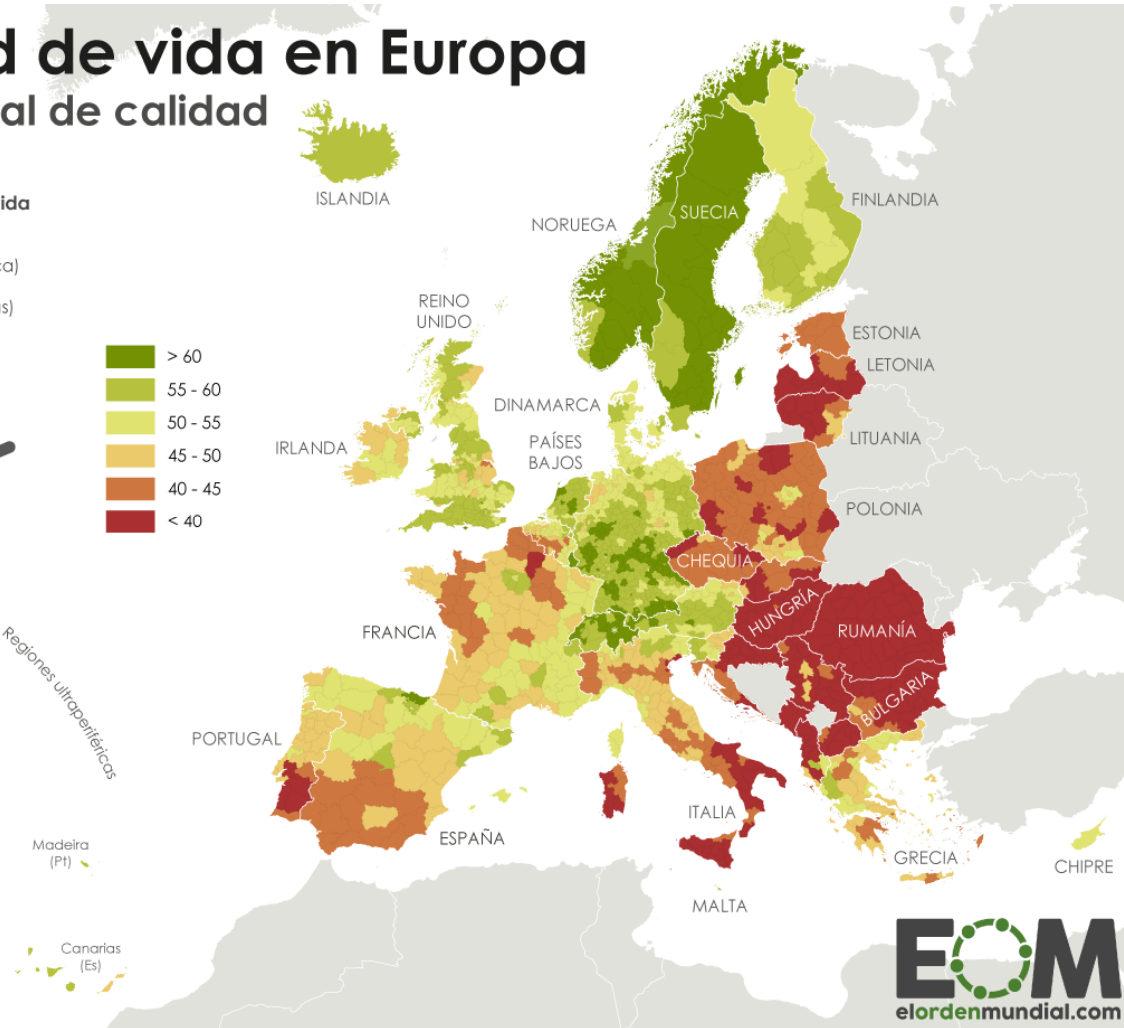 d de vida en Europa
al de calidad
ida
ca)
as)
> 60
55 - 60
50 - 55
45 - 50
40 - 45
< 40
ISLANDIA
NORUEGA
SUECIA
FINLANDIA
REINO
UNIDO
ESTONIA
LETONIA
DINAMARCA
IRLANDA
PAÍSES
BAJOS
LITUANIA
POLONIA
CHEQUIA
HUNGRÍA
RUMANÍA
FRANCIA
BULGARIA
Regiones ultraperiféricas
PORTUGAL
ITALIA
ESPAÑA
Madeira
(Pt)
GRECIA
CHIPRE
MALTA
Canarias
(Es)
EOM
elordenmundial.com